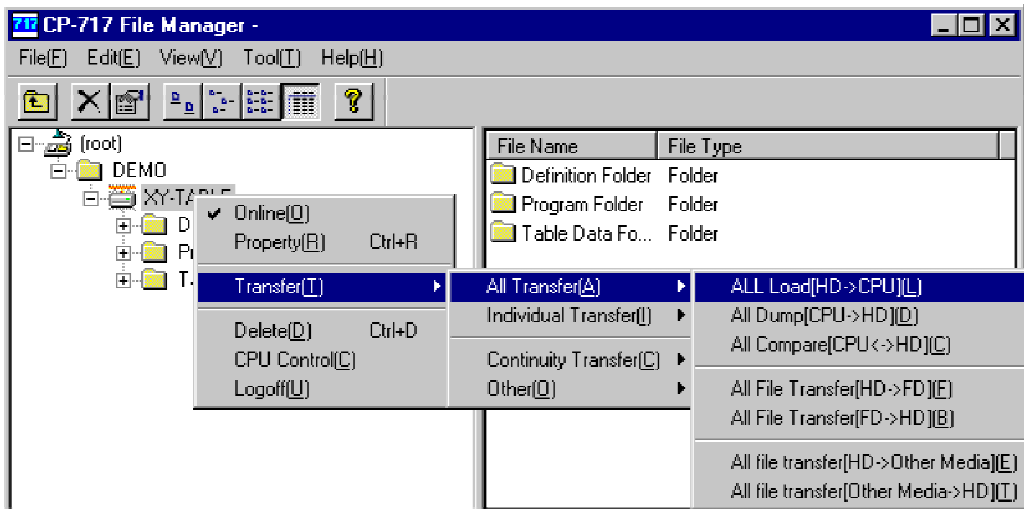 717 CP-717 File Manager -
File(F) Edit(E) View(V) Tool(T) Help(H)
(root)
DEMO
XY-TABLE
D
P
T
File Name File Type
Definition Folder Folder
Program Folder Folder
Table Data Fo... Folder
Online(O)
Property(R) Ctrl+R
Transfer(T)
Delete(D) Ctrl+D
CPU Control(C)
Logoff(U)
All Transfer(A)
Individual Transfer(I)
Continuity Transfer(C)
Other(O)
ALL Load[HD->CPU](L)
All Dump[CPU->HD](D)
All Compare[CPU<->HD](C)
All File Transfer[HD->FD](F)
All File Transfer[FD->HD](B)
All file transfer[HD->Other Media](E)
All file transfer[Other Media->HD](T)